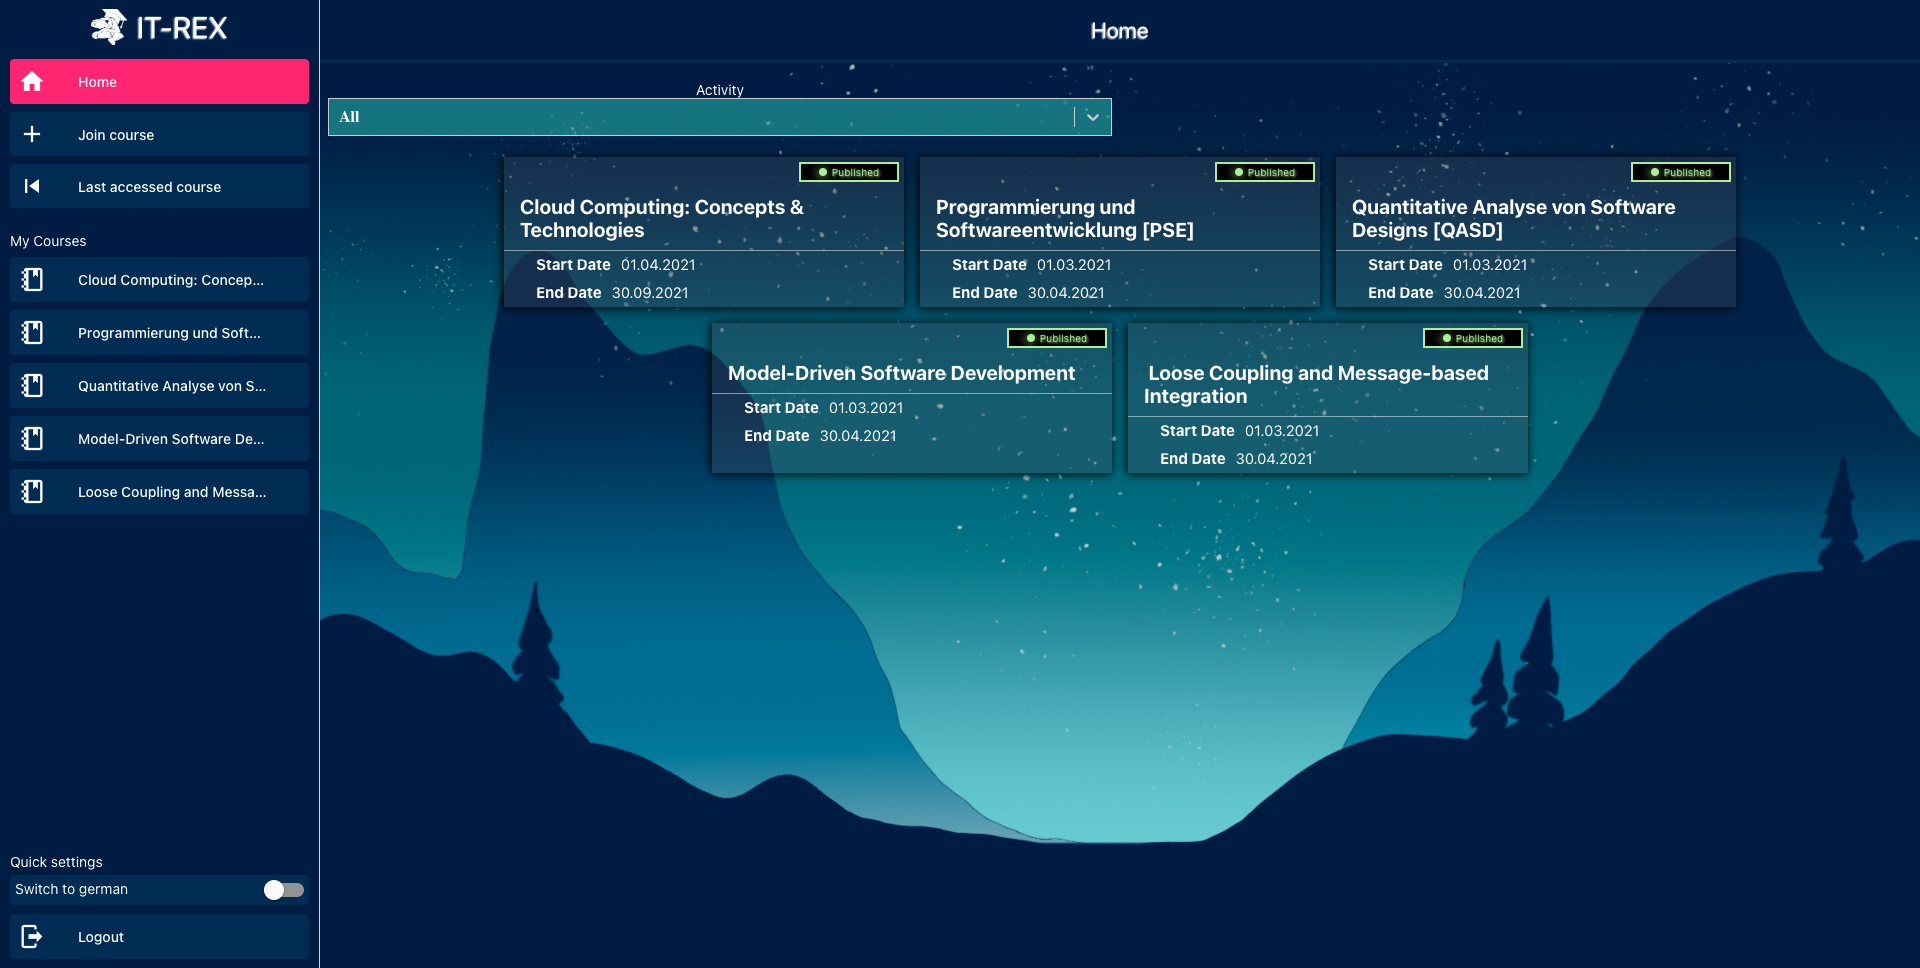 IT-REX
Home
Join course
Last accessed course
My Courses
Cloud Computing: Concep...
Programmierung und Soft...
Quantitative Analyse von S...
Model-Driven Software De...
Loose Coupling and Messa...
Quick settings
Switch to german
Logout
Home
Activity
All
Published
Cloud Computing: Concepts &
Technologies
Start Date 01.04.2021
End Date 30.09.2021
Published
Programmierung und
Softwareentwicklung [PSE]
Start Date 01.03.2021
End Date 30.04.2021
Published
Quantitative Analyse von Software
Designs [QASD]
Start Date 01.03.2021
End Date 30.04.2021
Published
Model-Driven Software Development
Start Date 01.03.2021
End Date 30.04.2021
Published
Loose Coupling and Message-based
Integration
Start Date 01.03.2021
End Date 30.04.2021